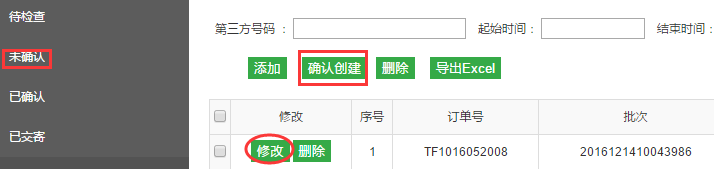 待检查
未确认
已确认
已交寄
第三方号码： 起始时间： 结束时间：
添加 确认创建 删除 导出Excel
修改 序号 订单号 批次
修改 删除 1 TF1016052008 2016121410043986